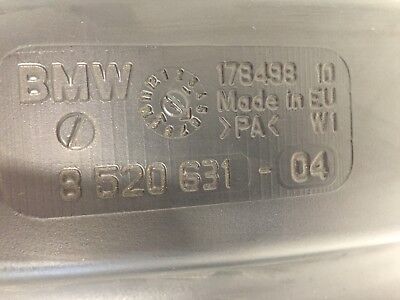 BMW 178498 10
Made in EU
>PA< W1
8 520 631 - 04